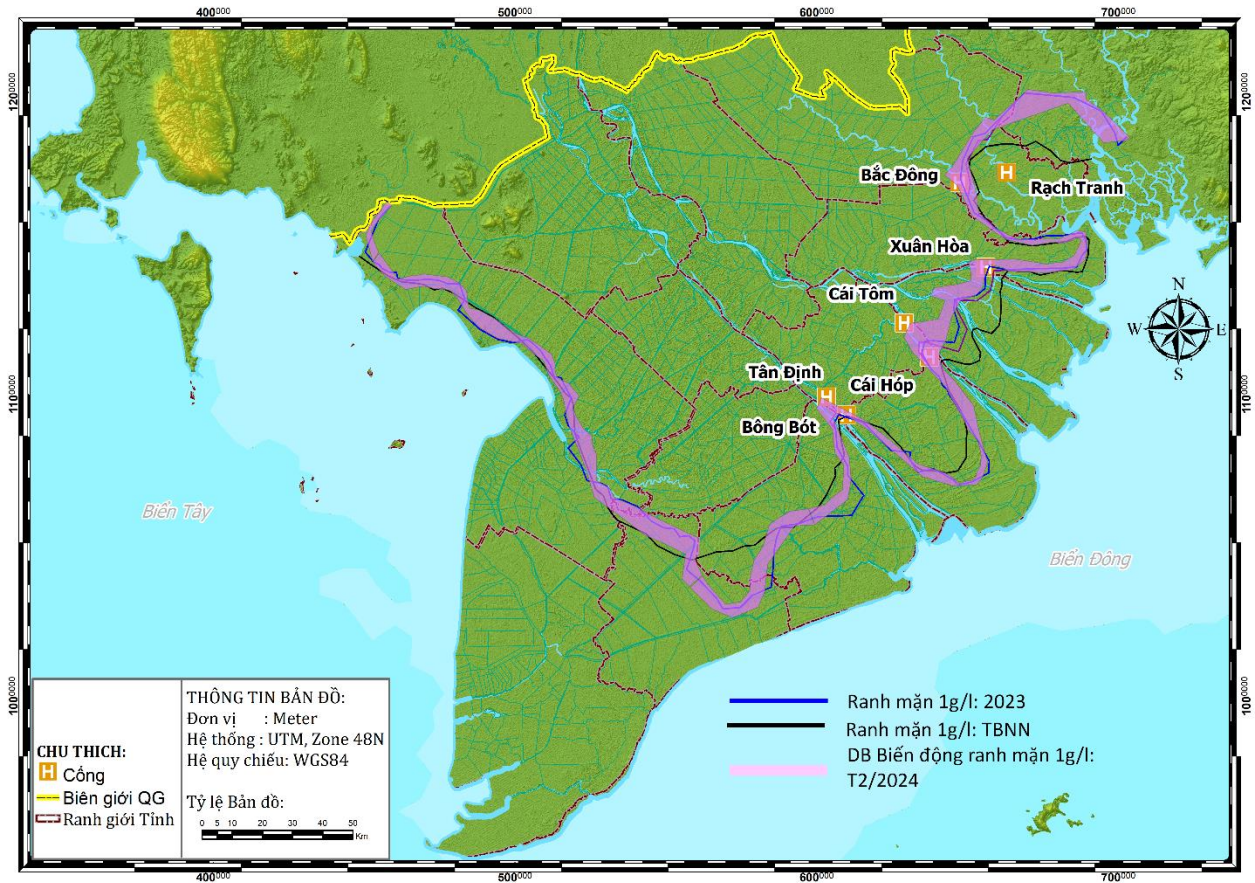 400000 500000 600000 700000
1200000 1200000
Bắc Đông
Rạch Tranh
Xuân Hòa
Cái Tôm
N
W E
S
1100000 1100000
Tân Định
Cái Hóp
Bông Bót
Biển Tây
Biển Đông
THÔNG TIN BẢN ĐỒ:
Đơn vị : Meter
Hệ thống : UTM, Zone 48N
Hệ quy chiếu: WGS84
Tỷ lệ Bản đồ:
0 5 10 20 30 40 50
Km
CHU THICH:
H Cống
Biên giới QG
Ranh giới Tỉnh
Ranh mặn 1g/l: 2023
Ranh mặn 1g/l: TBNN
DB Biến động ranh mặn 1g/l:
T2/2024
1000000 1000000
400000 500000 600000 700000